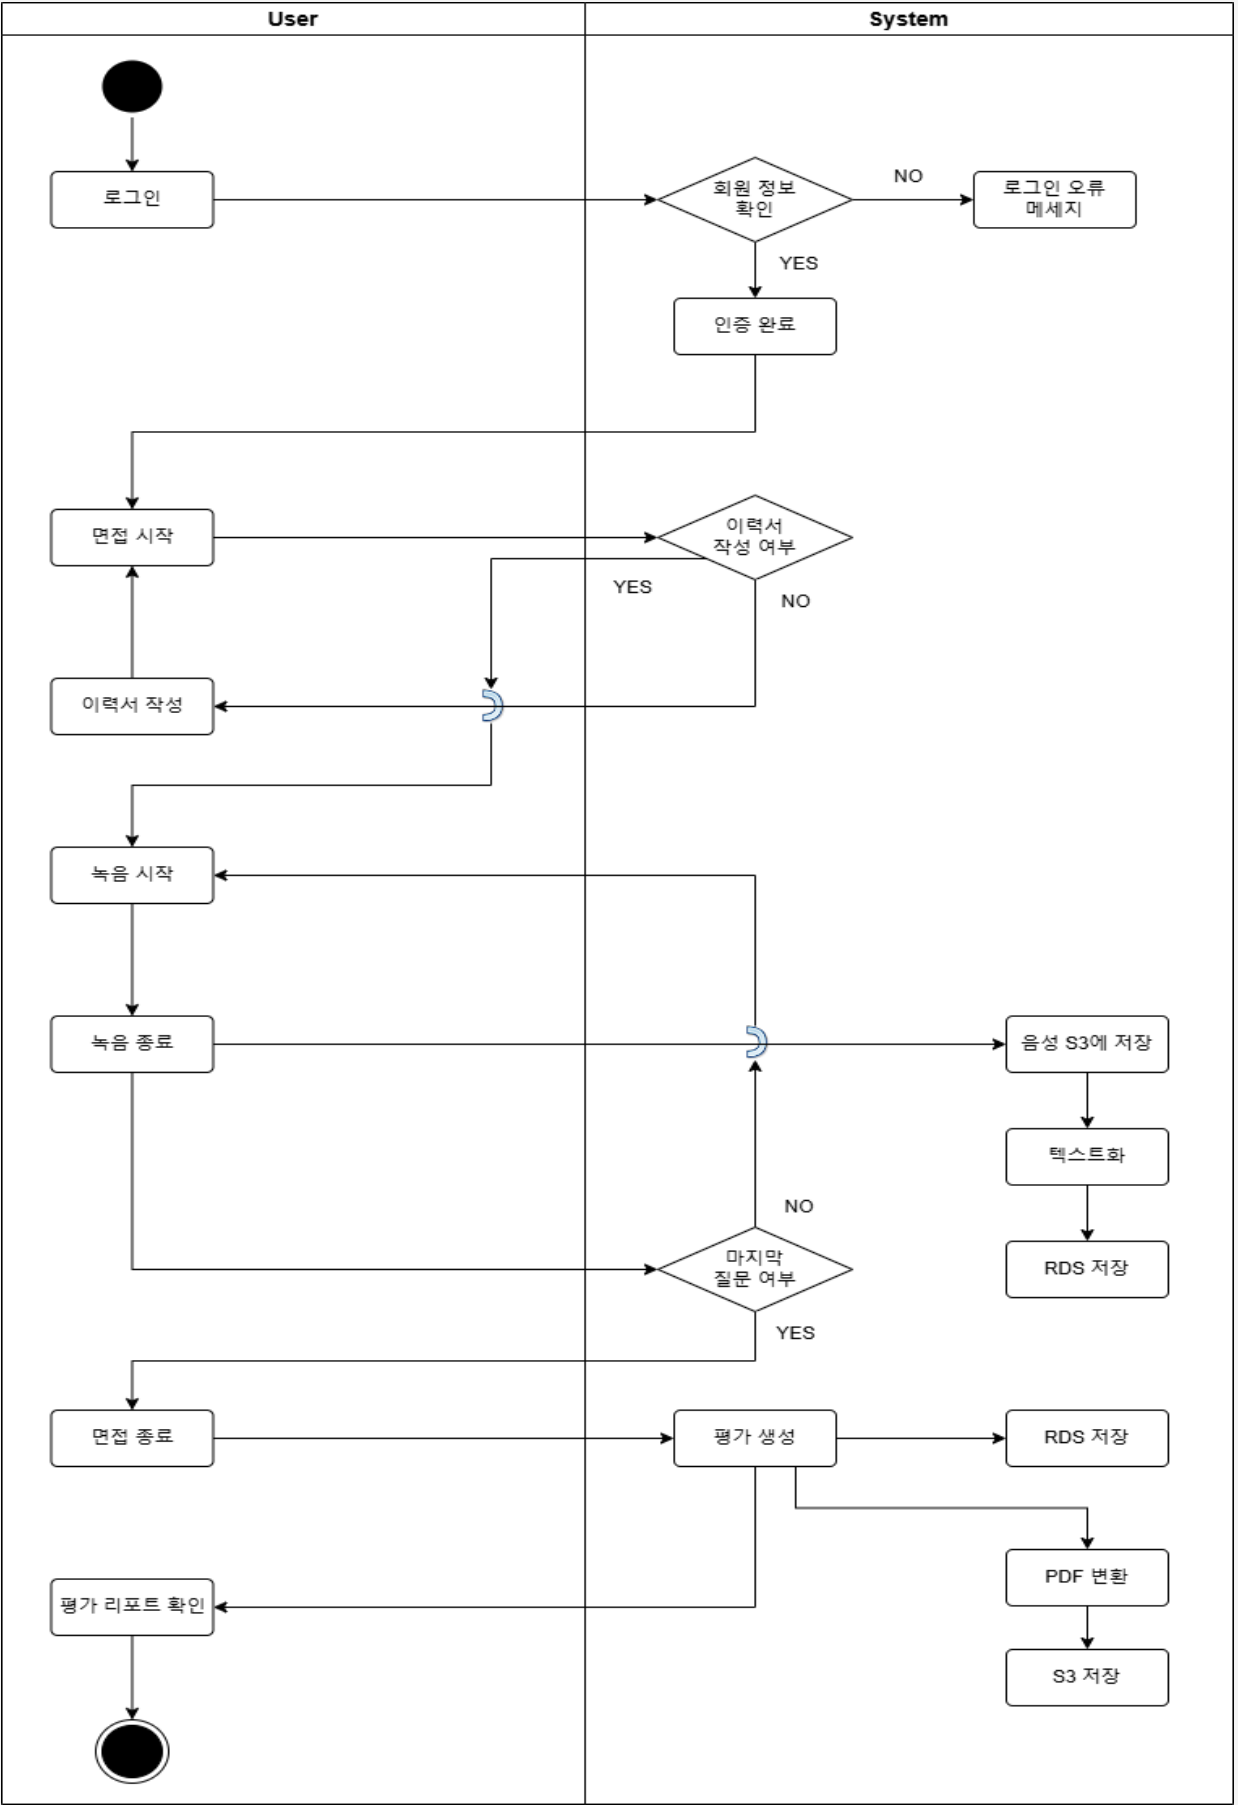 User
System
로그인
회원 정보
확인
NO
로그인 오류
메세지
YES
인증 완료
면접 시작
이력서
작성 여부
YES
NO
이력서 작성
녹음 시작
녹음 종료
음성 S3에 저장
텍스트화
NO
마지막
질문 여부
RDS 저장
YES
면접 종료
평가 생성
RDS 저장
PDF 변환
평가 리포트 확인
S3 저장